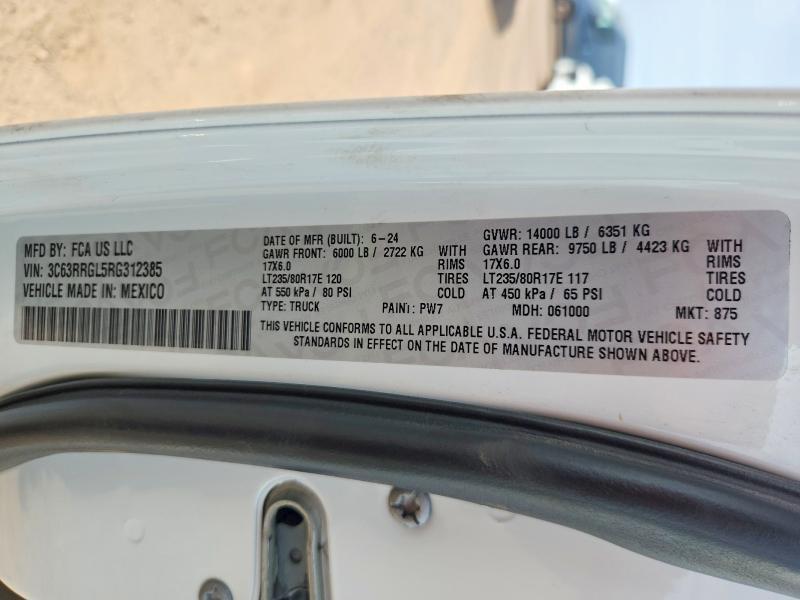 MFD BY: FCA US LLC
VIN: 3C63RRGL5RG312385
VEHICLE MADE IN: MEXICO
DATE OF MFR (BUILT): 6-24 GVWR: 14000 LB / 6351 KG
GAWR FRONT: 6000 LB / 2722 KG WITH GAWR REAR: 9750 LB / 4423 KG WITH
17X6.0 RIMS 17X6.0 RIMS
LT235/80R17E 120 TIRES LT235/80R17E 117 TIRES
AT 550 kPa / 80 PSI COLD AT 450 kPa / 65 PSI COLD
TYPE: TRUCK PAINT: PW7 MDH: 061000 MKT: 875
THIS VEHICLE CONFORMS TO ALL APPLICABLE U.S.A. FEDERAL MOTOR VEHICLE SAFETY
STANDARDS IN EFFECT ON THE DATE OF MANUFACTURE SHOWN ABOVE.